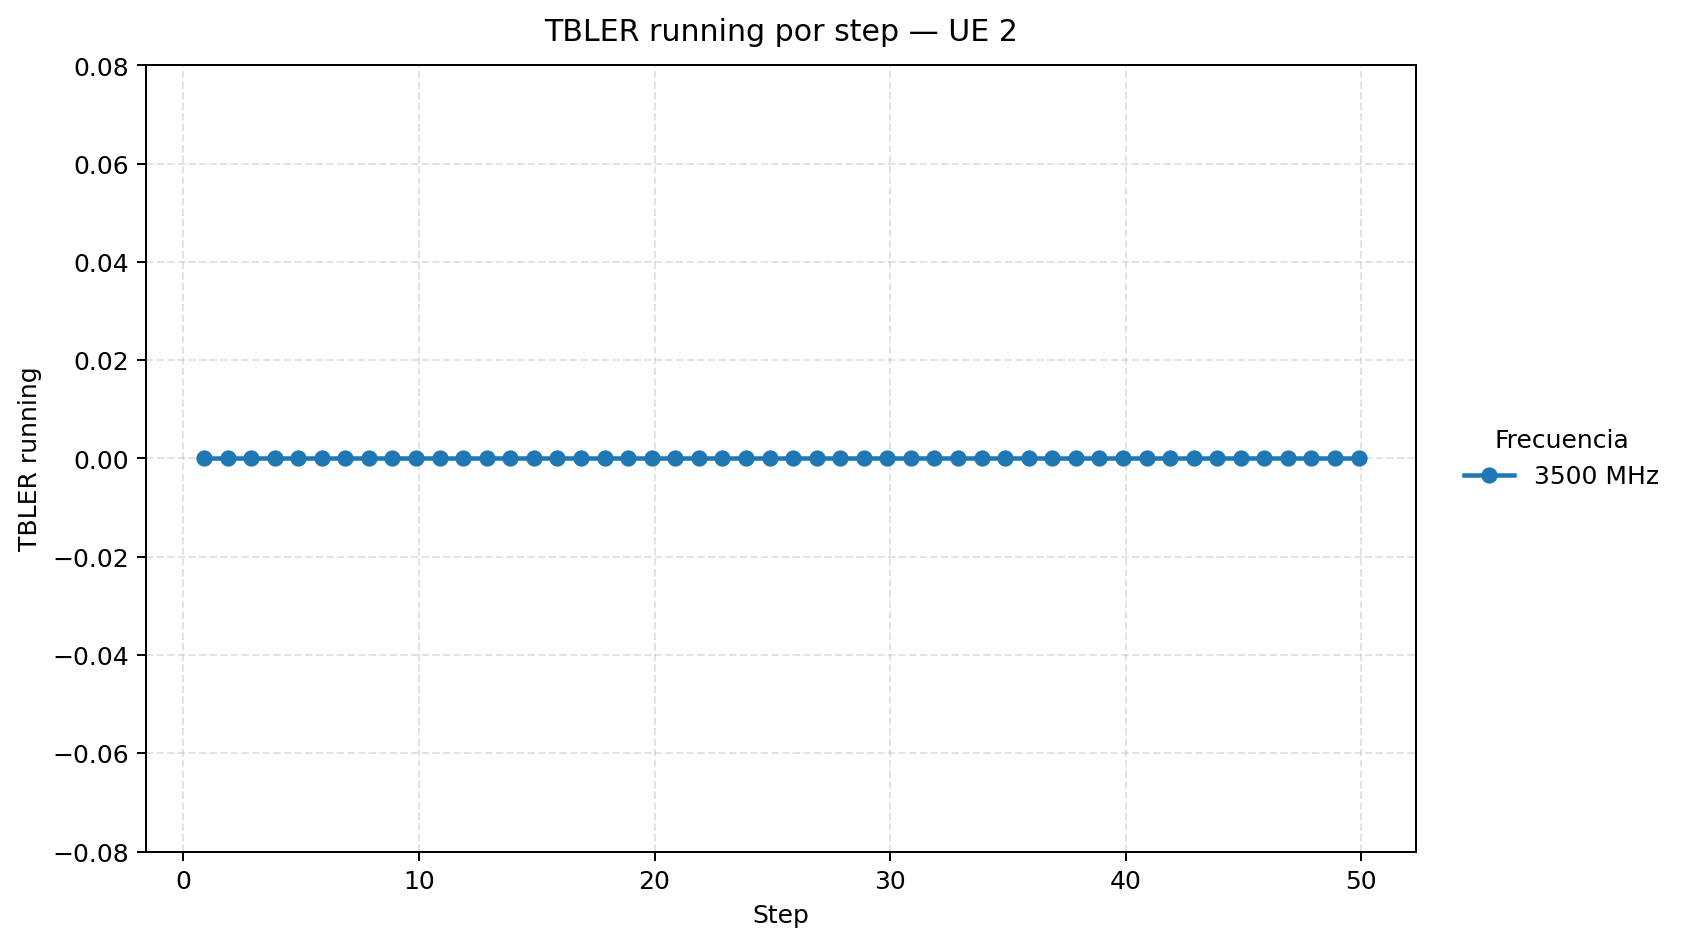 TBLER running por step — UE 2
0.08
0.06
0.04
0.02
0.00
−0.02
−0.04
−0.06
−0.08
TBLER running
0 10 20 30 40 50
Step
Frecuencia
3500 MHz